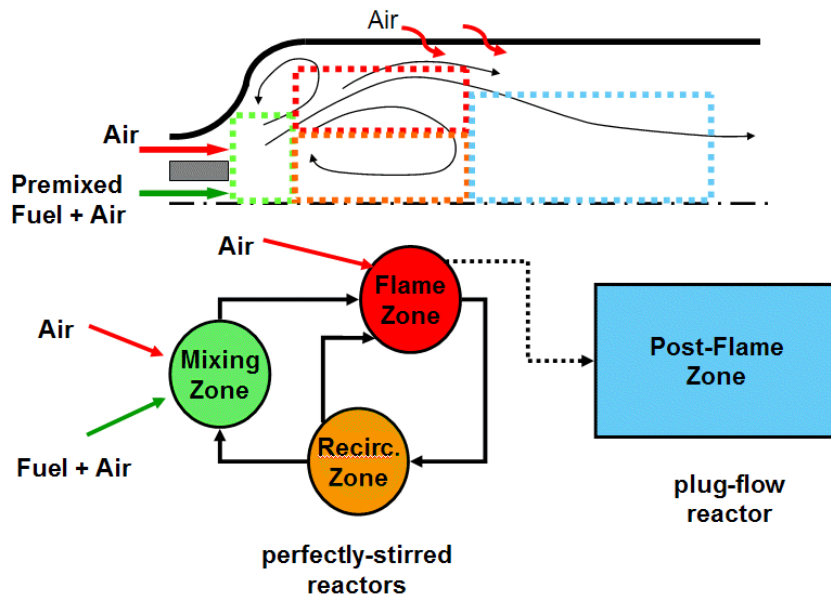 Air
Air
Premixed
Fuel + Air
Air
Flame
Zone
Air
Mixing
Zone
Post-Flame
Zone
Fuel + Air
Recirc.
Zone
plug-flow
reactor
perfectly-stirred
reactors